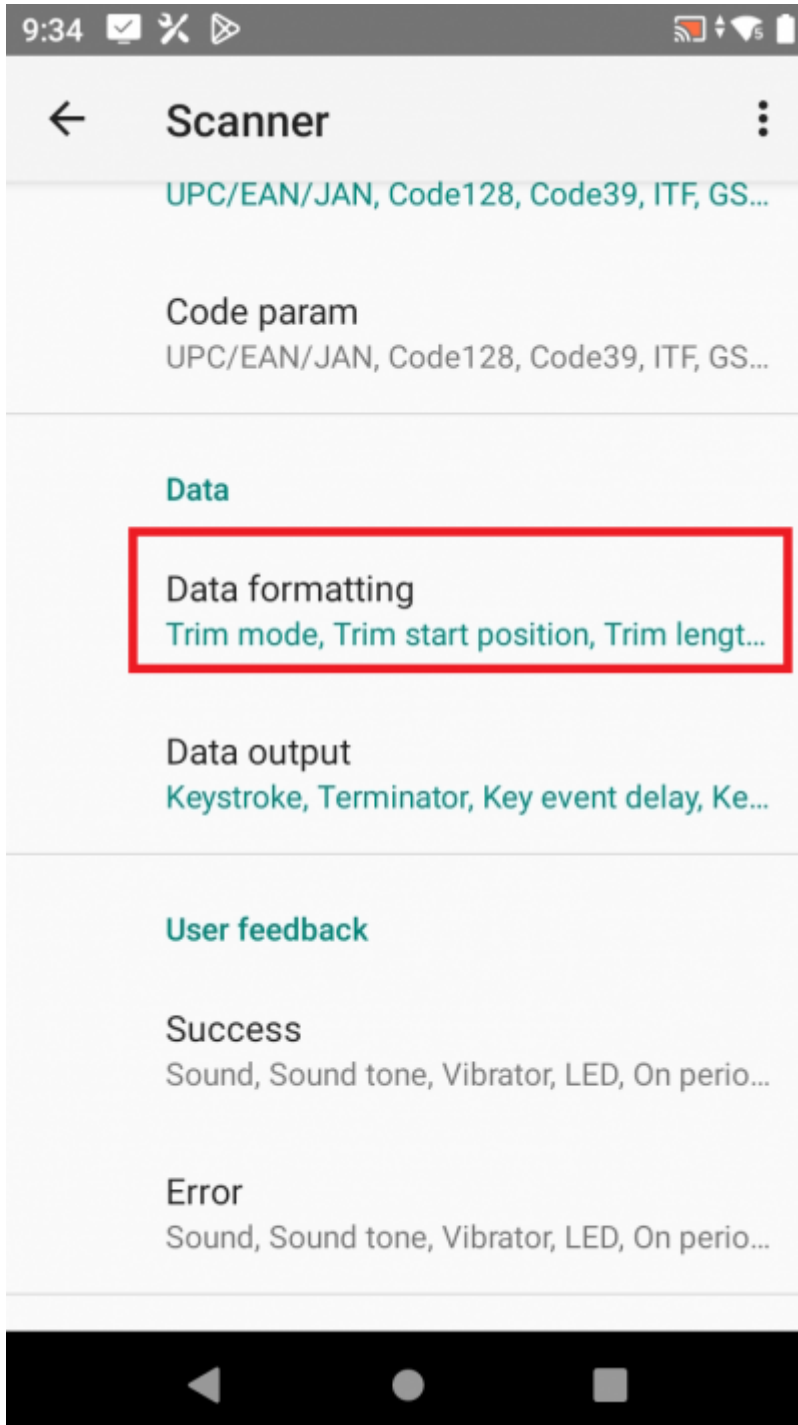 9:34
5
Scanner
UPC/EAN/JAN, Code128, Code39, ITF, GS...
Code param
UPC/EAN/JAN, Code128, Code39, ITF, GS...
Data
Data formatting
Trim mode, Trim start position, Trim lengt...
Data output
Keystroke, Terminator, Key event delay, Ke...
User feedback
Success
Sound, Sound tone, Vibrator, LED, On perio...
Error
Sound, Sound tone, Vibrator, LED, On perio...